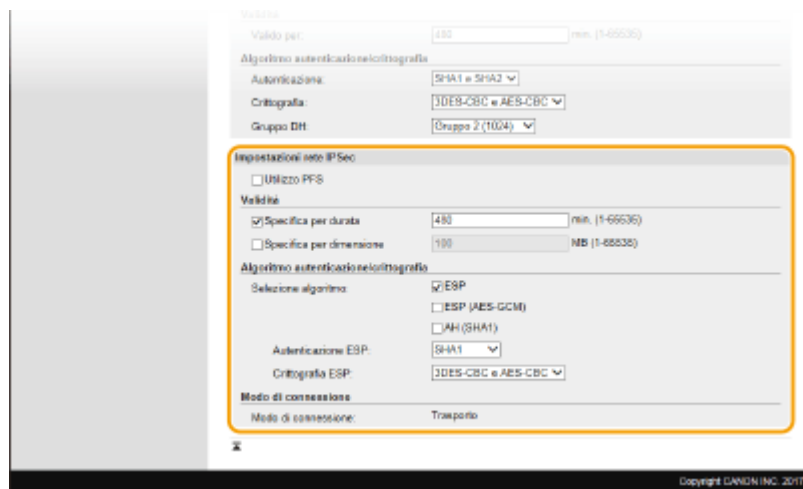 Validità
Valido per: 480 min. (1-65535)
Algoritmo autenticazione/crittografia
Autenticazione: SHA1 e SHA2
Crittografia: 3DES-CBC e AES-CBC
Gruppo DH: Gruppo 2 (1024)
Impostazioni rete IPSec
Utilizzo PFS
Validità
Specifica per durata 480 min. (1-65535)
Specifica per dimensione 100 MB (1-65535)
Algoritmo autenticazione/crittografia
Selezione algoritmo: ESP
ESP (AES-GCM)
AH (SHA1)
Autenticazione ESP: SHA1
Crittografia ESP: 3DES-CBC e AES-CBC
Modo di connessione
Modo di connessione: Trasporto
Copyright CANON INC. 2017